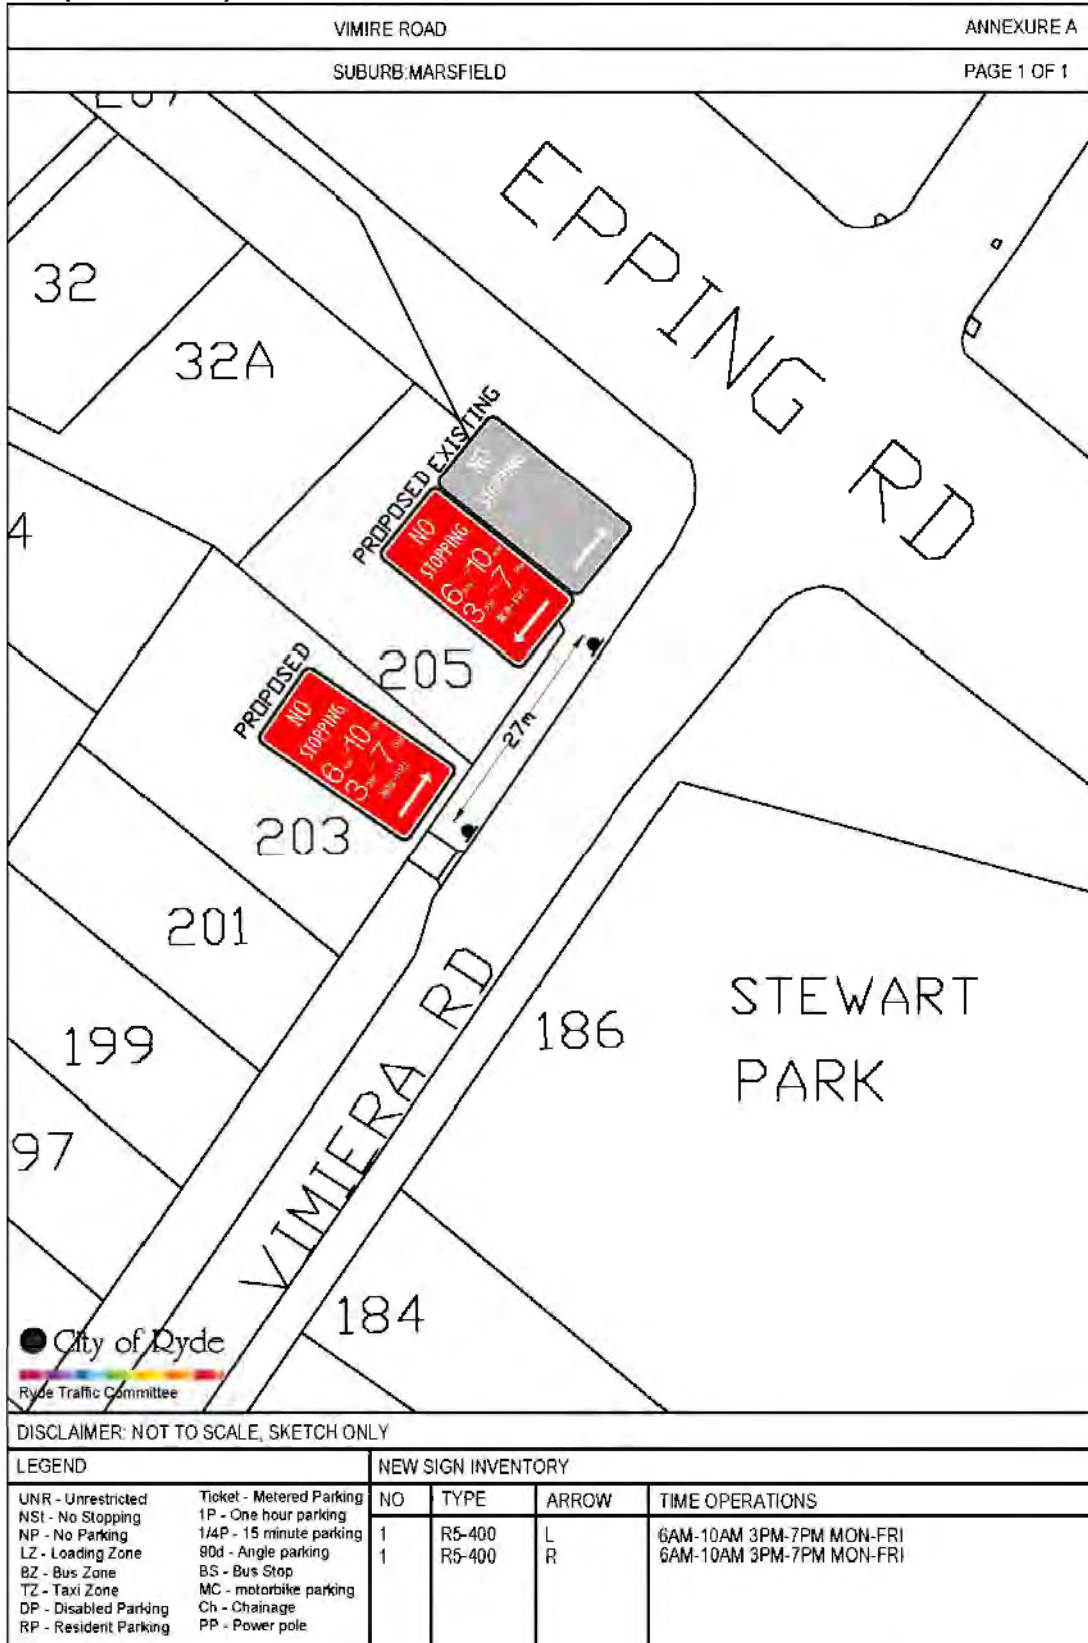 VIMIRE ROAD
ANNEXURE A
SUBURB:MARSFIELD
PAGE 1 OF 1
EPPING RD
32
32A
4
EXISTING
NO
STOPPING
PROPOSED
NO
STOPPING
6AM-10AM
3PM-7PM
MON-FRI
205
27m
PROPOSED
NO
STOPPING
6AM-10AM
3PM-7PM
MON-FRI
203
201
199
97
VIMIERA RD
186
STEWART
PARK
184
City of Ryde
Ryde Traffic Committee
DISCLAIMER: NOT TO SCALE, SKETCH ONLY
LEGEND
UNR - Unrestricted
NSt - No Stopping
NP - No Parking
LZ - Loading Zone
BZ - Bus Zone
TZ - Taxi Zone
DP - Disabled Parking
RP - Resident Parking
Ticket - Metered Parking
1P - One hour parking
1/4P - 15 minute parking
90d - Angle parking
BS - Bus Stop
MC - motorbike parking
Ch - Chainage
PP - Power pole
NEW SIGN INVENTORY
NO TYPE ARROW TIME OPERATIONS
1 R5-400 L 6AM-10AM 3PM-7PM MON-FRI
1 R5-400 R 6AM-10AM 3PM-7PM MON-FRI